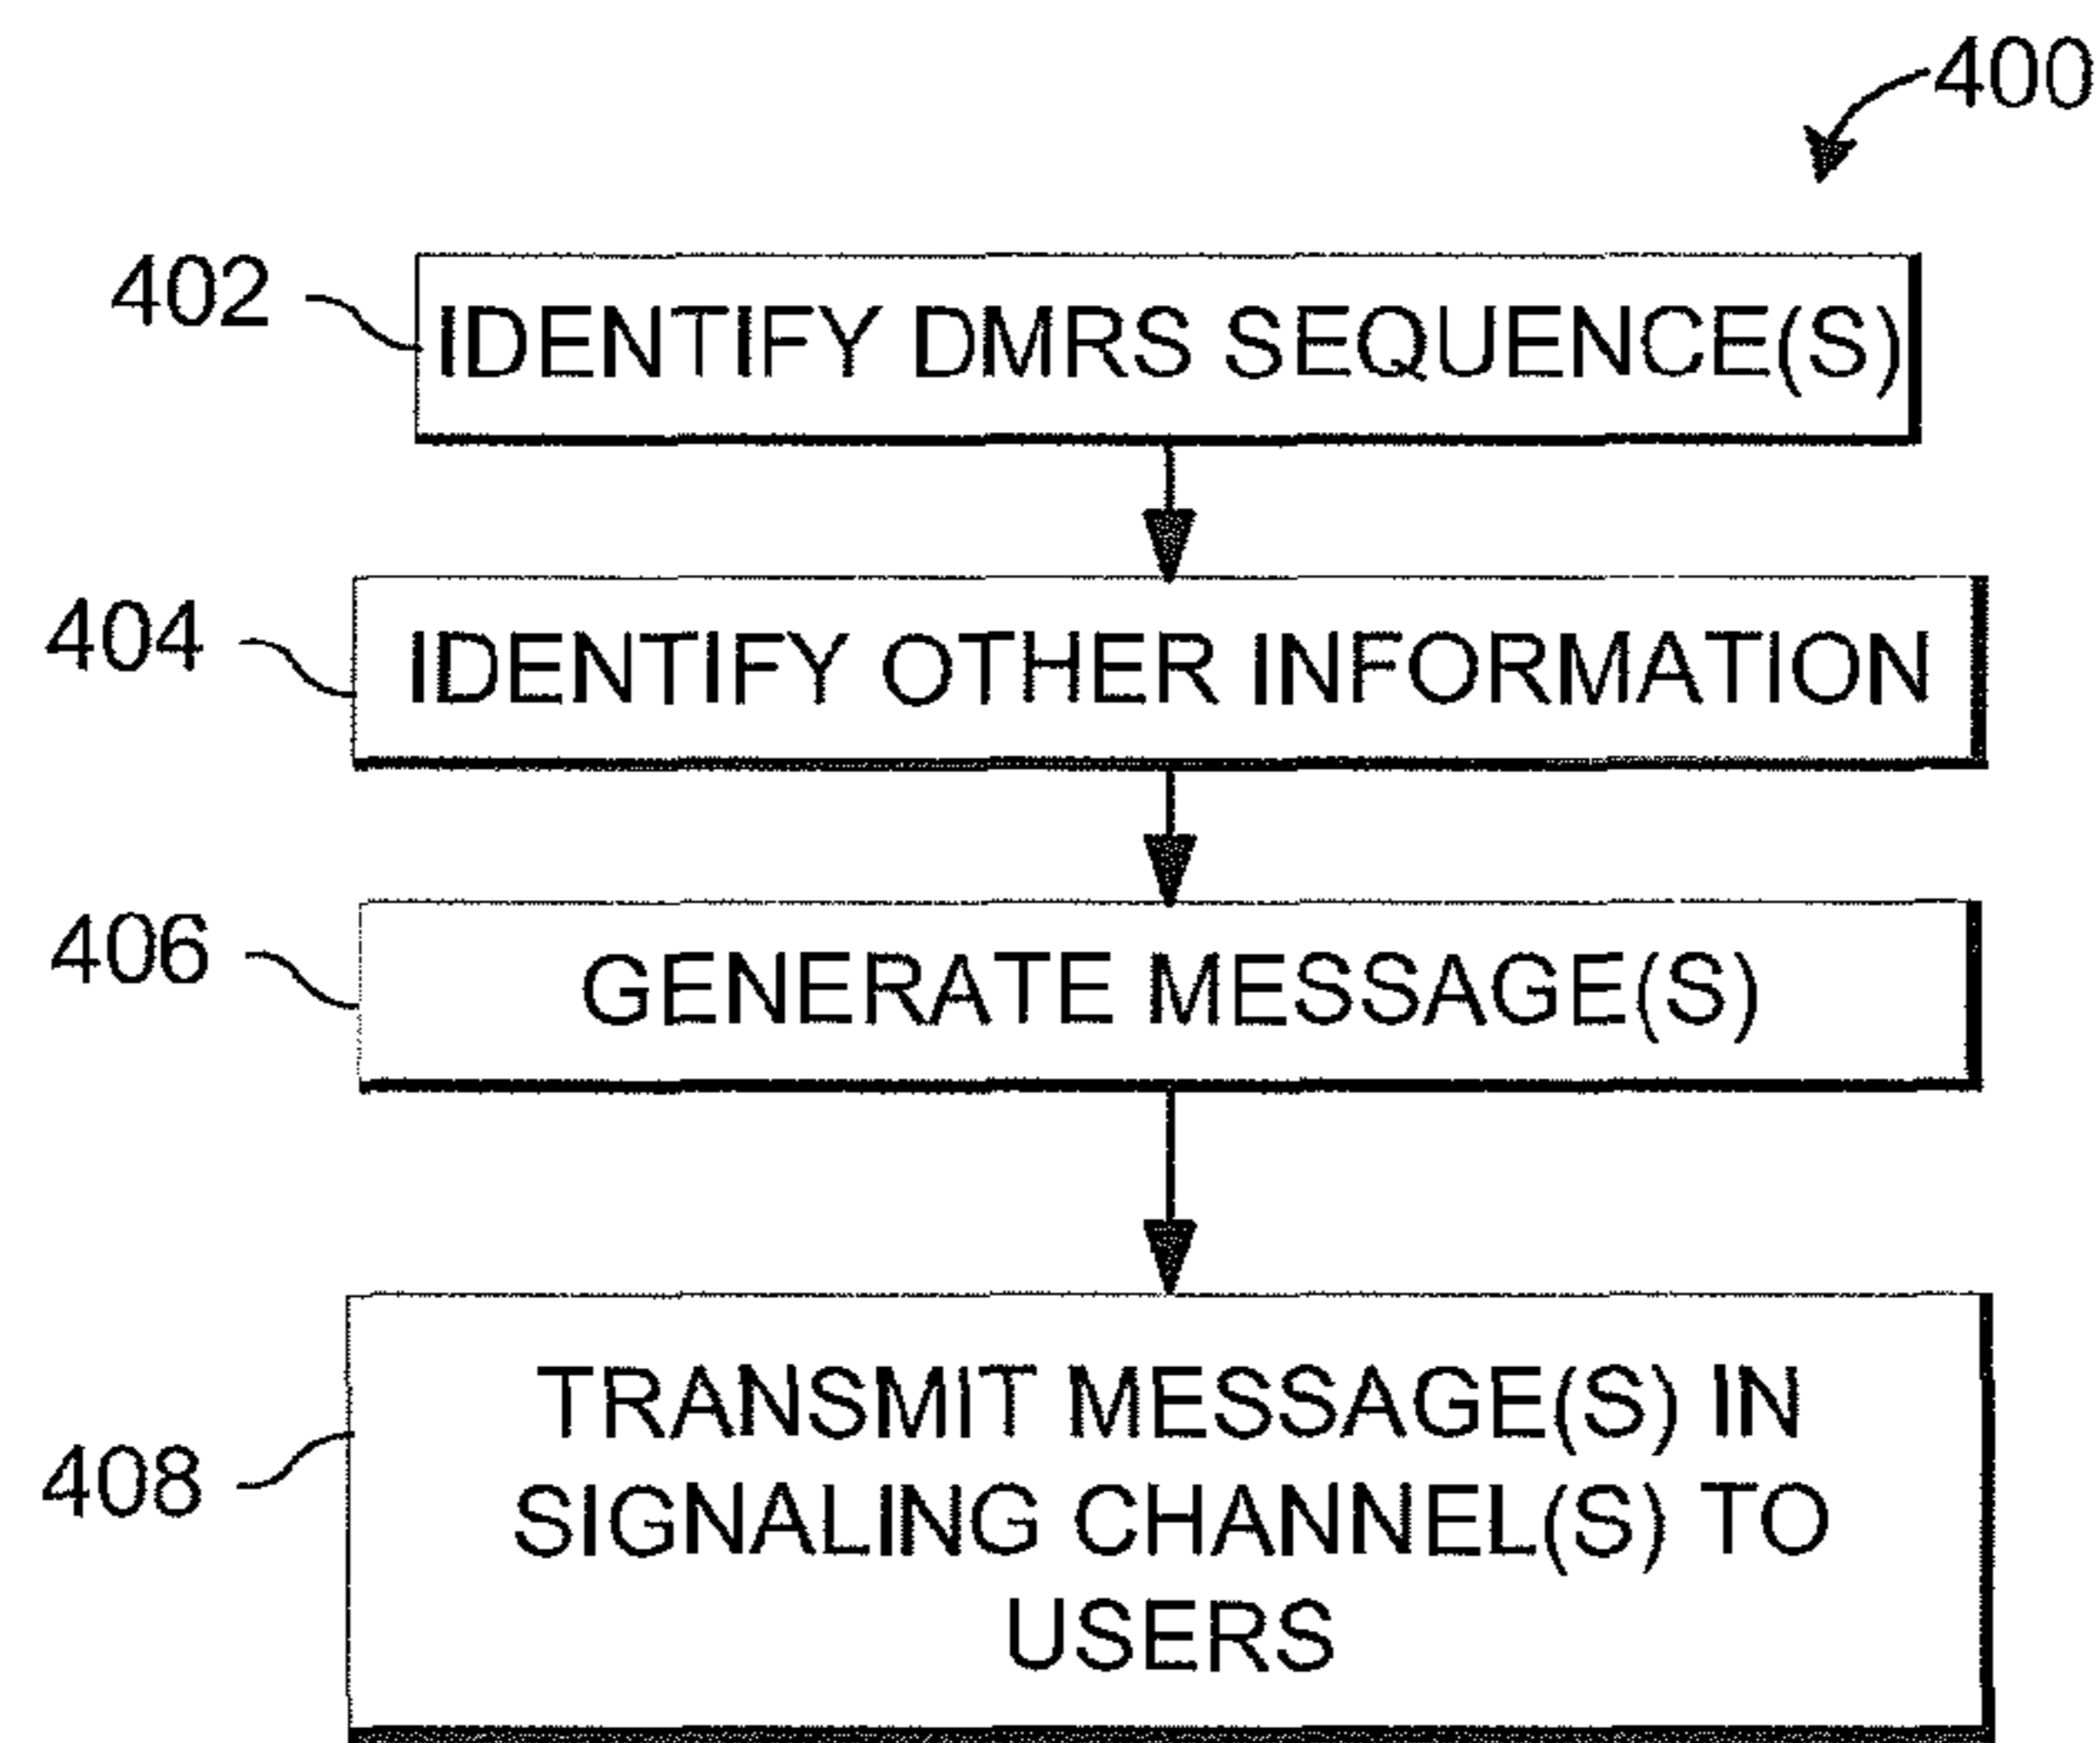 400
402
IDENTIFY DMRS SEQUENCE(S)
404
IDENTIFY OTHER INFORMATION
406
GENERATE MESSAGE(S)
408
TRANSMIT MESSAGE(S) IN
SIGNALING CHANNEL(S) TO
USERS